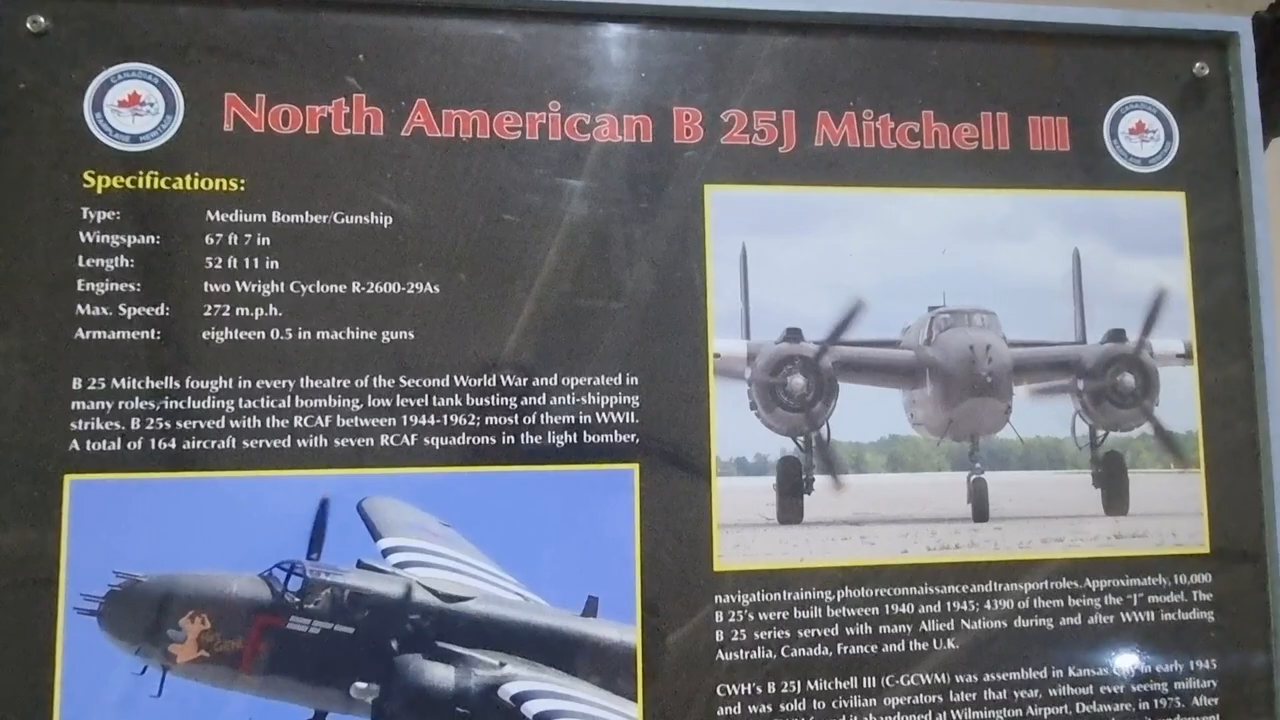 CANADIAN
WARPLANE HERITAGE
North American B 25J Mitchell III
CANADIAN
WARPLANE HERITAGE
Specifications:
Type: Medium Bomber/Gunship
Wingspan: 67 ft 7 in
Length: 52 ft 11 in
Engines: two Wright Cyclone R-2600-29As
Max. Speed: 272 m.p.h.
Armament: eighteen 0.5 in machine guns
B 25 Mitchells fought in every theatre of the Second World War and operated in
many roles, including tactical bombing, low level tank busting and anti-shipping
strikes. B 25s served with the RCAF between 1944-1962; most of them in WWII.
A total of 164 aircraft served with seven RCAF squadrons in the light bomber,
F
navigation training, photo reconnaissance and transport roles. Approximately, 10,000
B 25's were built between 1940 and 1945; 4390 of them being the "J" model. The
B 25 series served with many Allied Nations during and after WWII including
Australia, Canada, France and the U.K.
CWH's B 25J Mitchell III (C-GCWM) was assembled in Kansas City in early 1945
and was sold to civilian operators later that year, without ever seeing military
it abandoned at Wilmington Airport, Delaware, in 1975. After